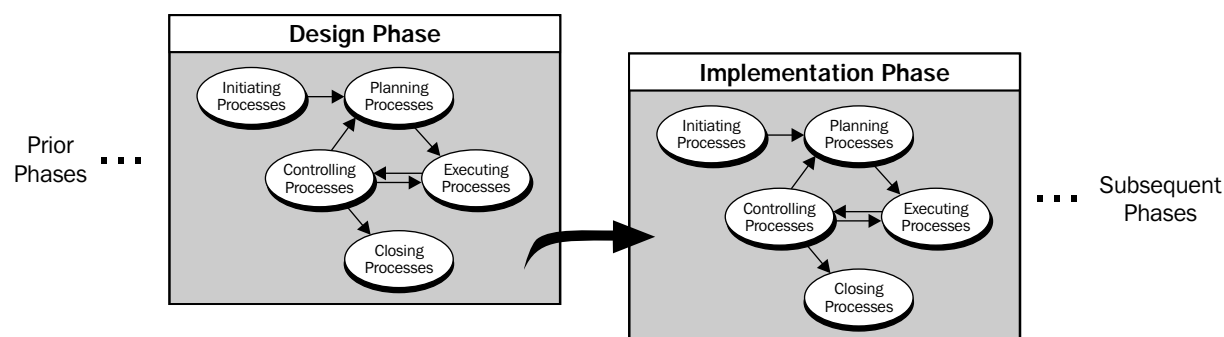 Prior
Phases
...
Design Phase
Initiating
Processes
Planning
Processes
Controlling
Processes
Executing
Processes
Closing
Processes
Implementation Phase
Initiating
Processes
Planning
Processes
Controlling
Processes
Executing
Processes
Closing
Processes
...
Subsequent
Phases